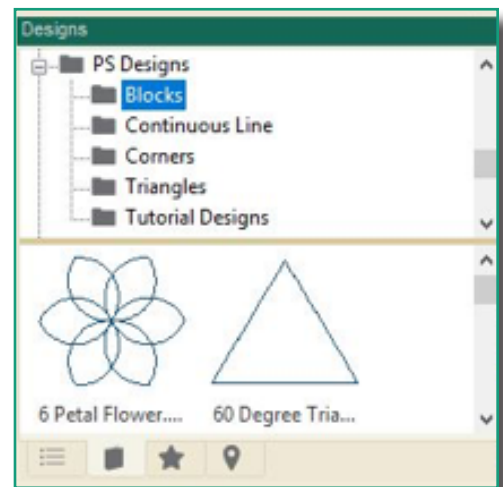 Designs
PS Designs
Blocks
Continuous Line
Corners
Triangles
Tutorial Designs
6 Petal Flower....
60 Degree Tria...